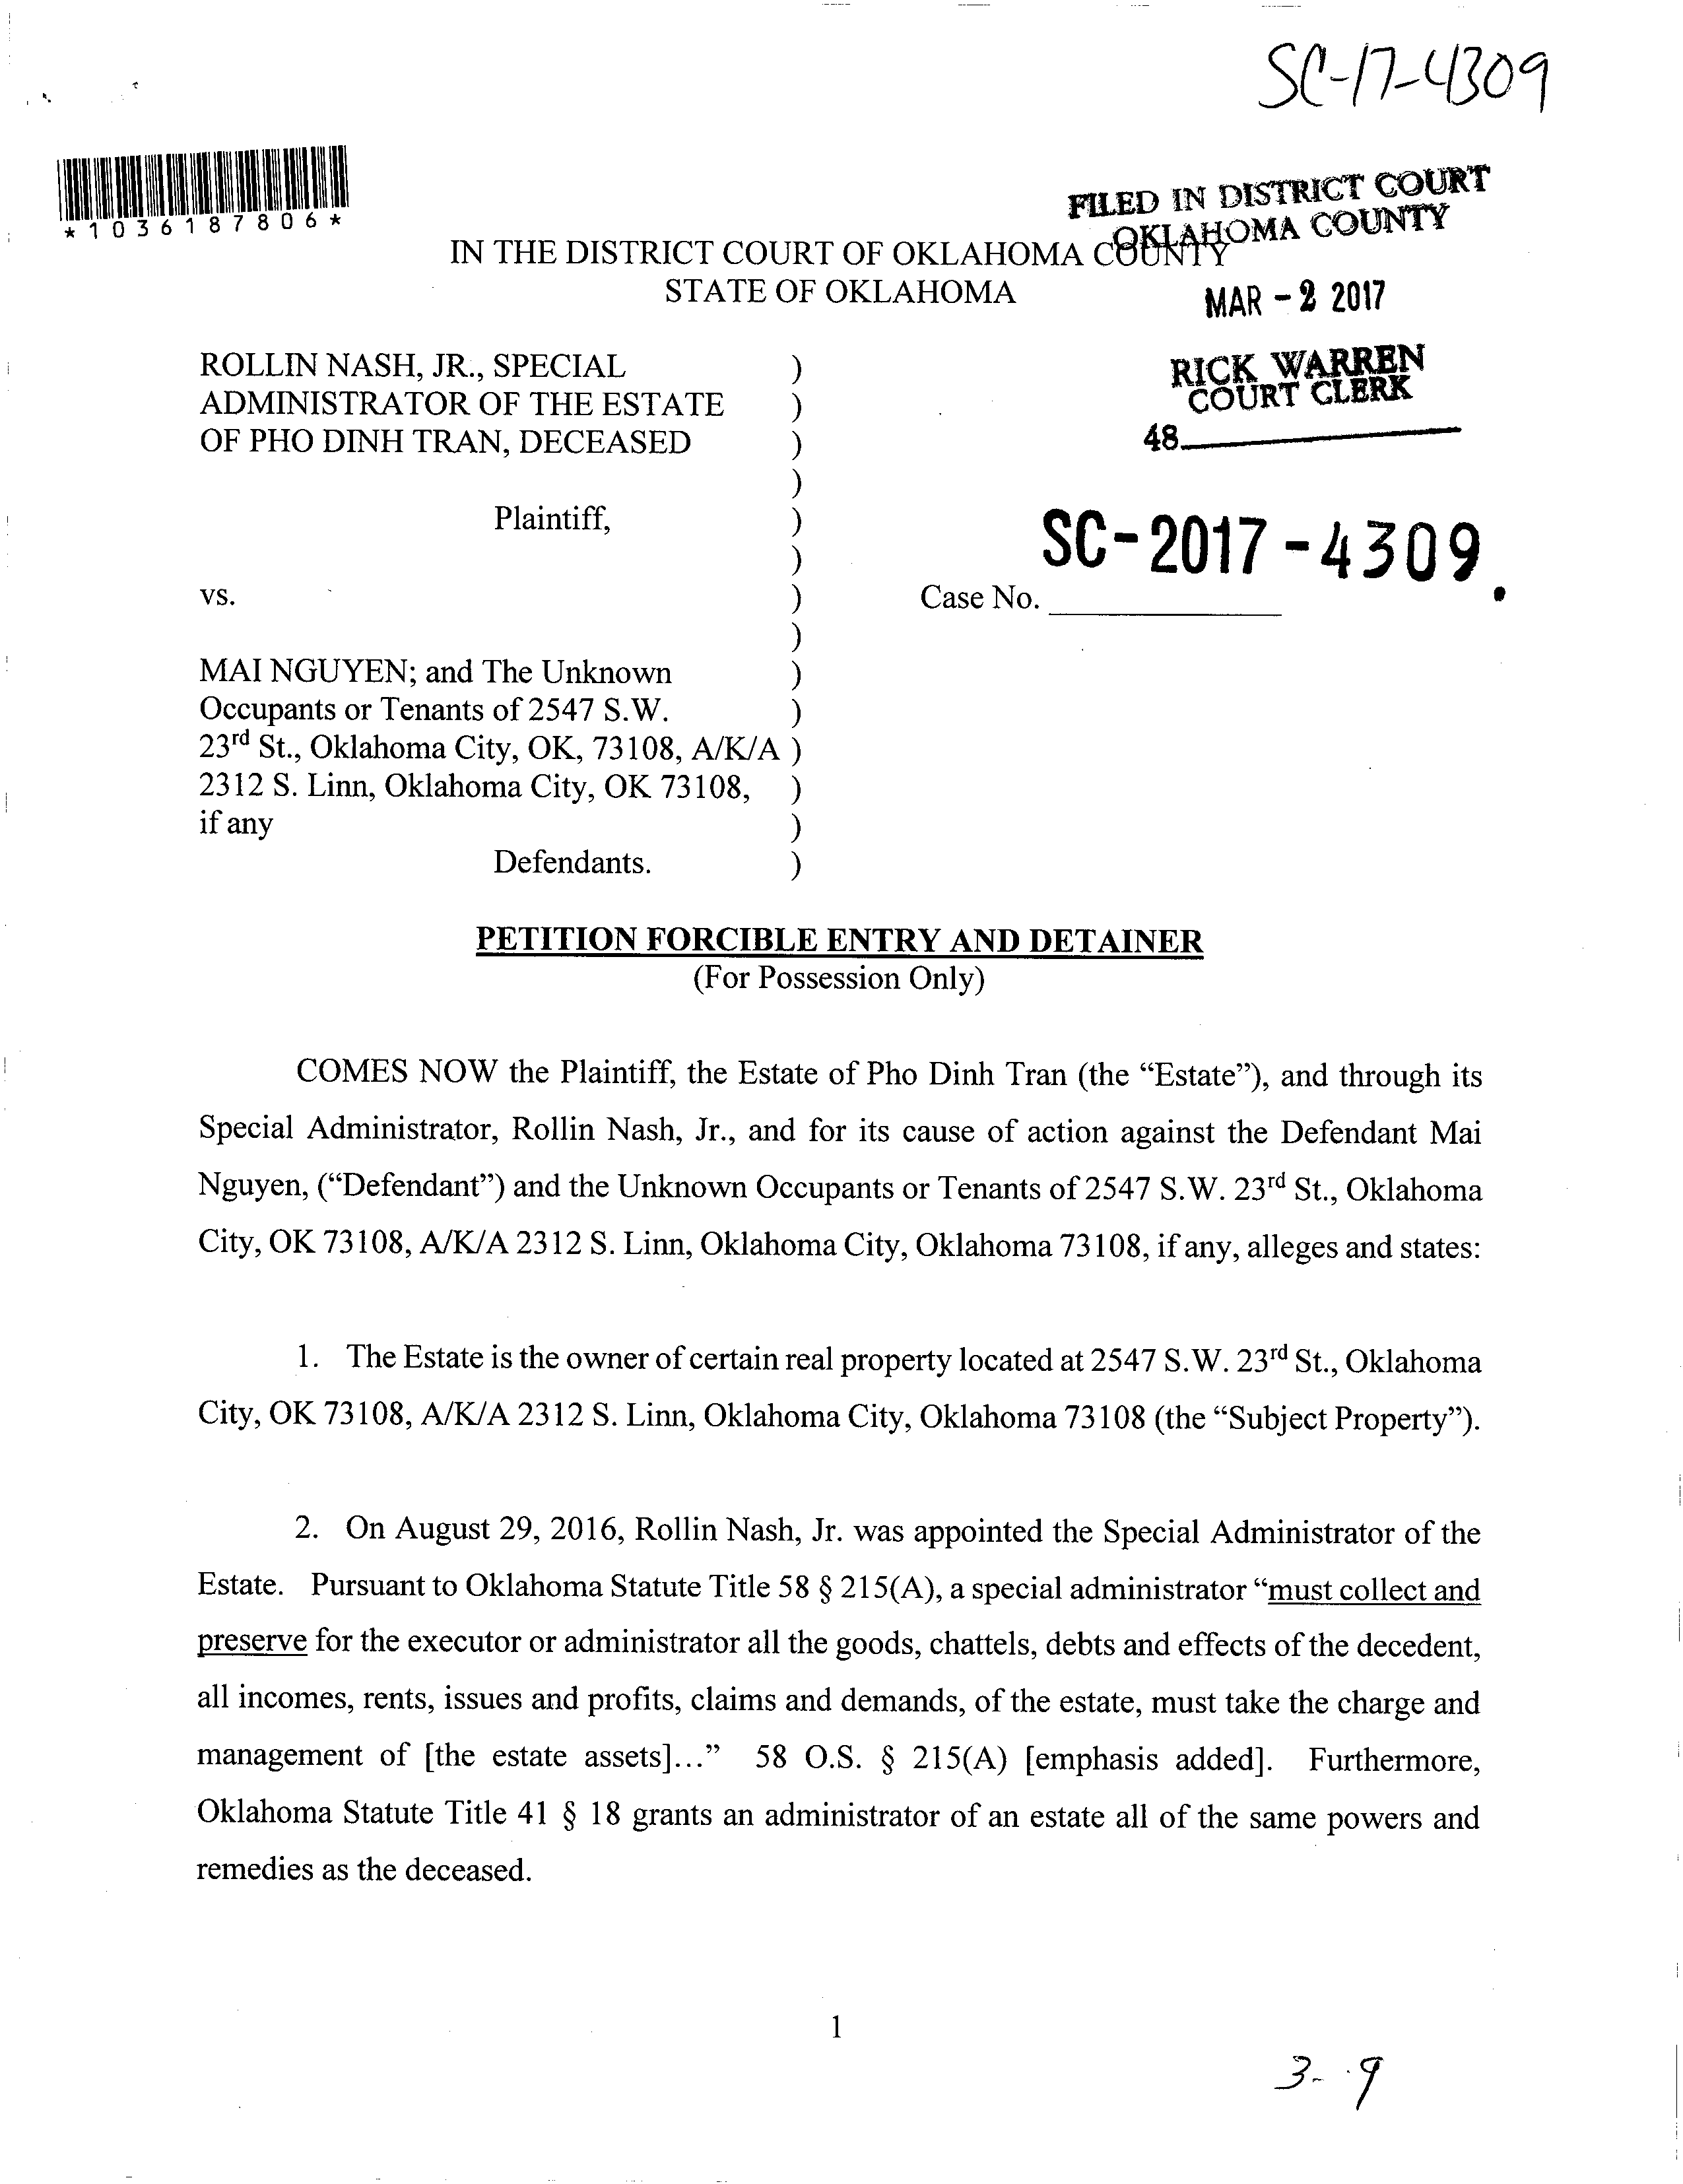 SC-17-4309
*1036187806*
FILED IN DISTRICT COURT
OKLAHOMA COUNTY
IN THE DISTRICT COURT OF OKLAHOMA COUNTY
STATE OF OKLAHOMA
MAR - 2 2017
RICK WARREN
COURT CLERK
48
ROLLIN NASH, JR., SPECIAL )
ADMINISTRATOR OF THE ESTATE )
OF PHO DINH TRAN, DECEASED )
)
Plaintiff, )
)
SC-2017-4309.
vs. ) Case No.
)
MAI NGUYEN; and The Unknown )
Occupants or Tenants of 2547 S.W. )
23rd St., Oklahoma City, OK, 73108, A/K/A )
2312 S. Linn, Oklahoma City, OK 73108, )
if any )
Defendants. )
PETITION FORCIBLE ENTRY AND DETAINER
(For Possession Only)
COMES NOW the Plaintiff, the Estate of Pho Dinh Tran (the “Estate”), and through its
Special Administrator, Rollin Nash, Jr., and for its cause of action against the Defendant Mai
Nguyen, (“Defendant”) and the Unknown Occupants or Tenants of 2547 S.W. 23rd St., Oklahoma
City, OK 73108, A/K/A 2312 S. Linn, Oklahoma City, Oklahoma 73108, if any, alleges and states:
1. The Estate is the owner of certain real property located at 2547 S.W. 23rd St., Oklahoma
City, OK 73108, A/K/A 2312 S. Linn, Oklahoma City, Oklahoma 73108 (the “Subject Property”).
2. On August 29, 2016, Rollin Nash, Jr. was appointed the Special Administrator of the
Estate. Pursuant to Oklahoma Statute Title 58 § 215(A), a special administrator “must collect and
preserve for the executor or administrator all the goods, chattels, debts and effects of the decedent,
all incomes, rents, issues and profits, claims and demands, of the estate, must take the charge and
management of [the estate assets]...” 58 O.S. § 215(A) [emphasis added]. Furthermore,
Oklahoma Statute Title 41 § 18 grants an administrator of an estate all of the same powers and
remedies as the deceased.
1
3- 9